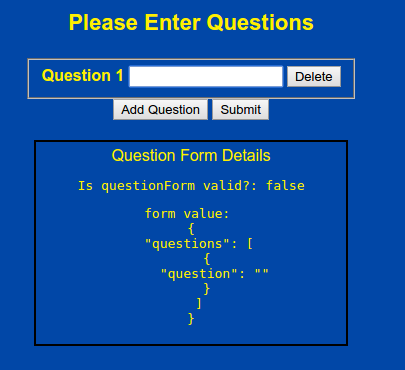 Please Enter Questions
Question 1 Delete
Add Question Submit
Question Form Details
Is questionForm valid?: false
form value:
{
"questions": [
{
"question": ""
}
]
}